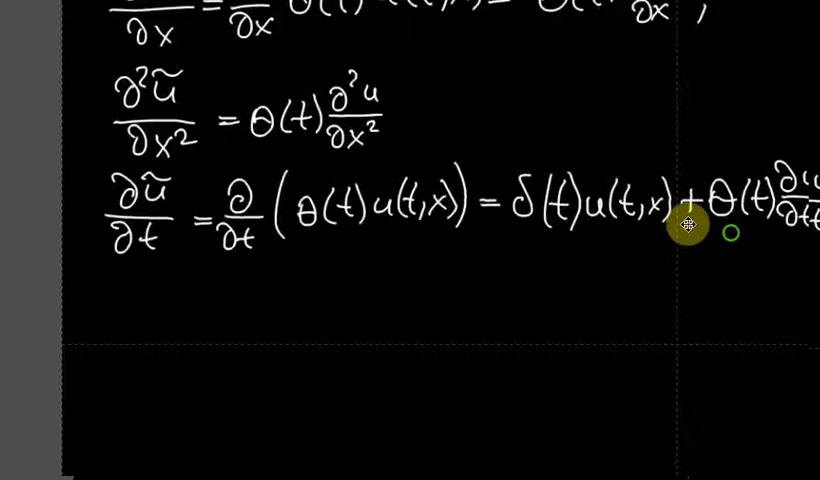 ∂x = ∂x
∂x ,
∂²ũ/∂x² = θ(t) ∂²u/∂x²
∂ũ/∂t = ∂/∂t (θ(t)u(t,x)) = δ(t)u(t,x) + θ(t)